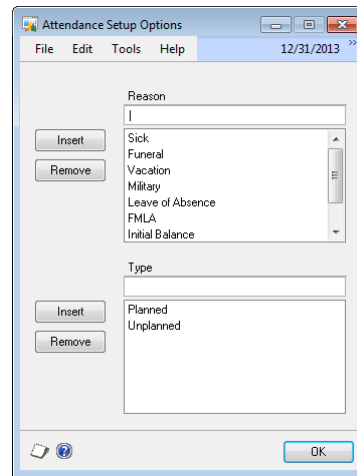 Attendance Setup Options
File Edit Tools Help 12/31/2013 »
Reason
Insert
Remove
Sick
Funeral
Vacation
Military
Leave of Absence
FMLA
Initial Balance
Type
Insert
Remove
Planned
Unplanned
OK